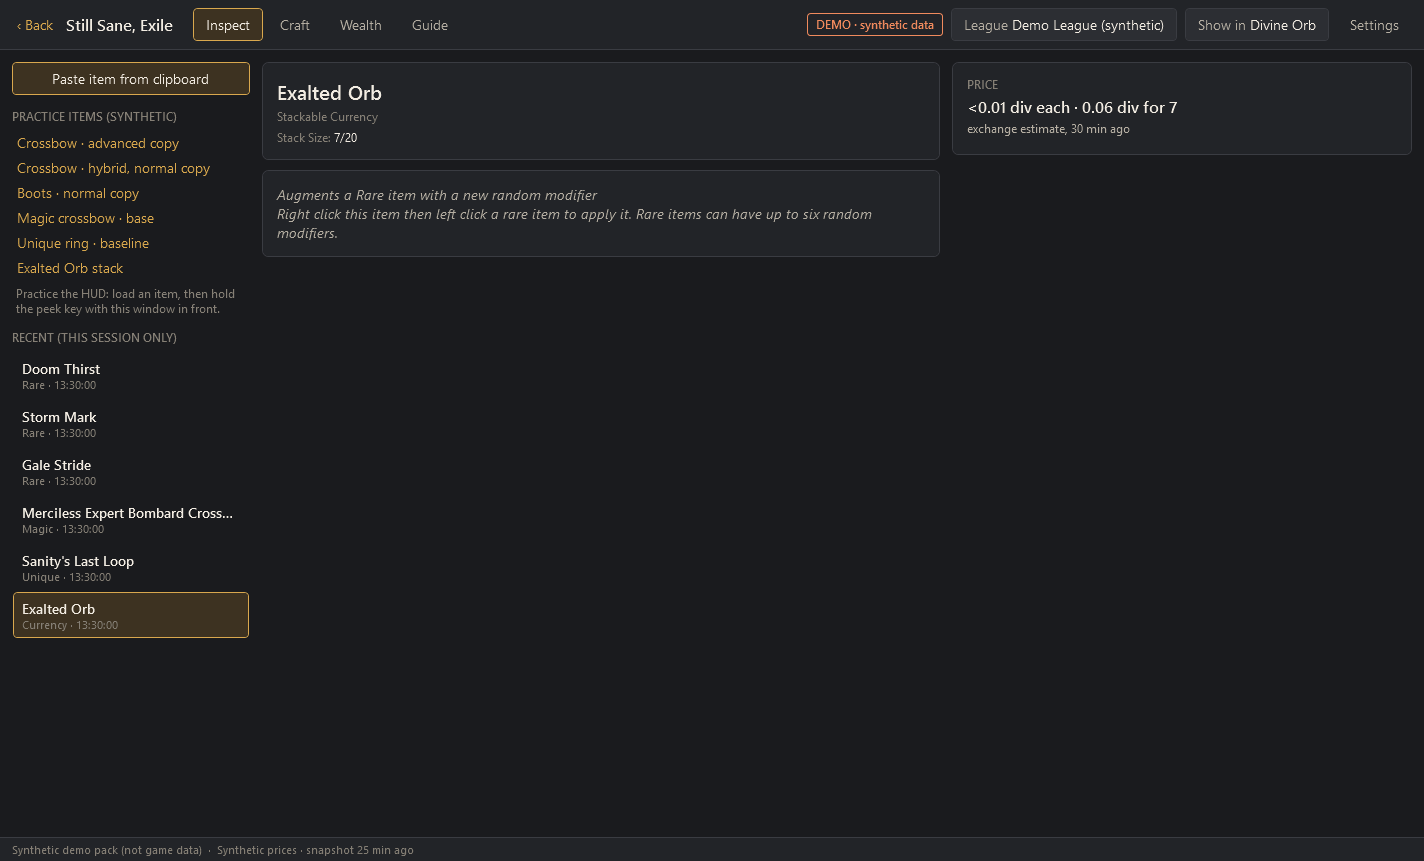 ‹ Back
Still Sane, Exile
Inspect
Craft
Wealth
Guide
DEMO · synthetic data
League Demo League (synthetic)
Show in Divine Orb
Settings
Paste item from clipboard
PRACTICE ITEMS (SYNTHETIC)
Crossbow · advanced copy
Crossbow · hybrid, normal copy
Boots · normal copy
Magic crossbow · base
Unique ring · baseline
Exalted Orb stack
Practice the HUD: load an item, then hold
the peek key with this window in front.
RECENT (THIS SESSION ONLY)
Doom Thirst
Rare · 13:30:00
Storm Mark
Rare · 13:30:00
Gale Stride
Rare · 13:30:00
Merciless Expert Bombard Cross...
Magic · 13:30:00
Sanity's Last Loop
Unique · 13:30:00
Exalted Orb
Currency · 13:30:00
Exalted Orb
Stackable Currency
Stack Size: 7/20
Augments a Rare item with a new random modifier
Right click this item then left click a rare item to apply it. Rare items can have up to six random
modifiers.
PRICE
<0.01 div each · 0.06 div for 7
exchange estimate, 30 min ago
Synthetic demo pack (not game data) · Synthetic prices · snapshot 25 min ago